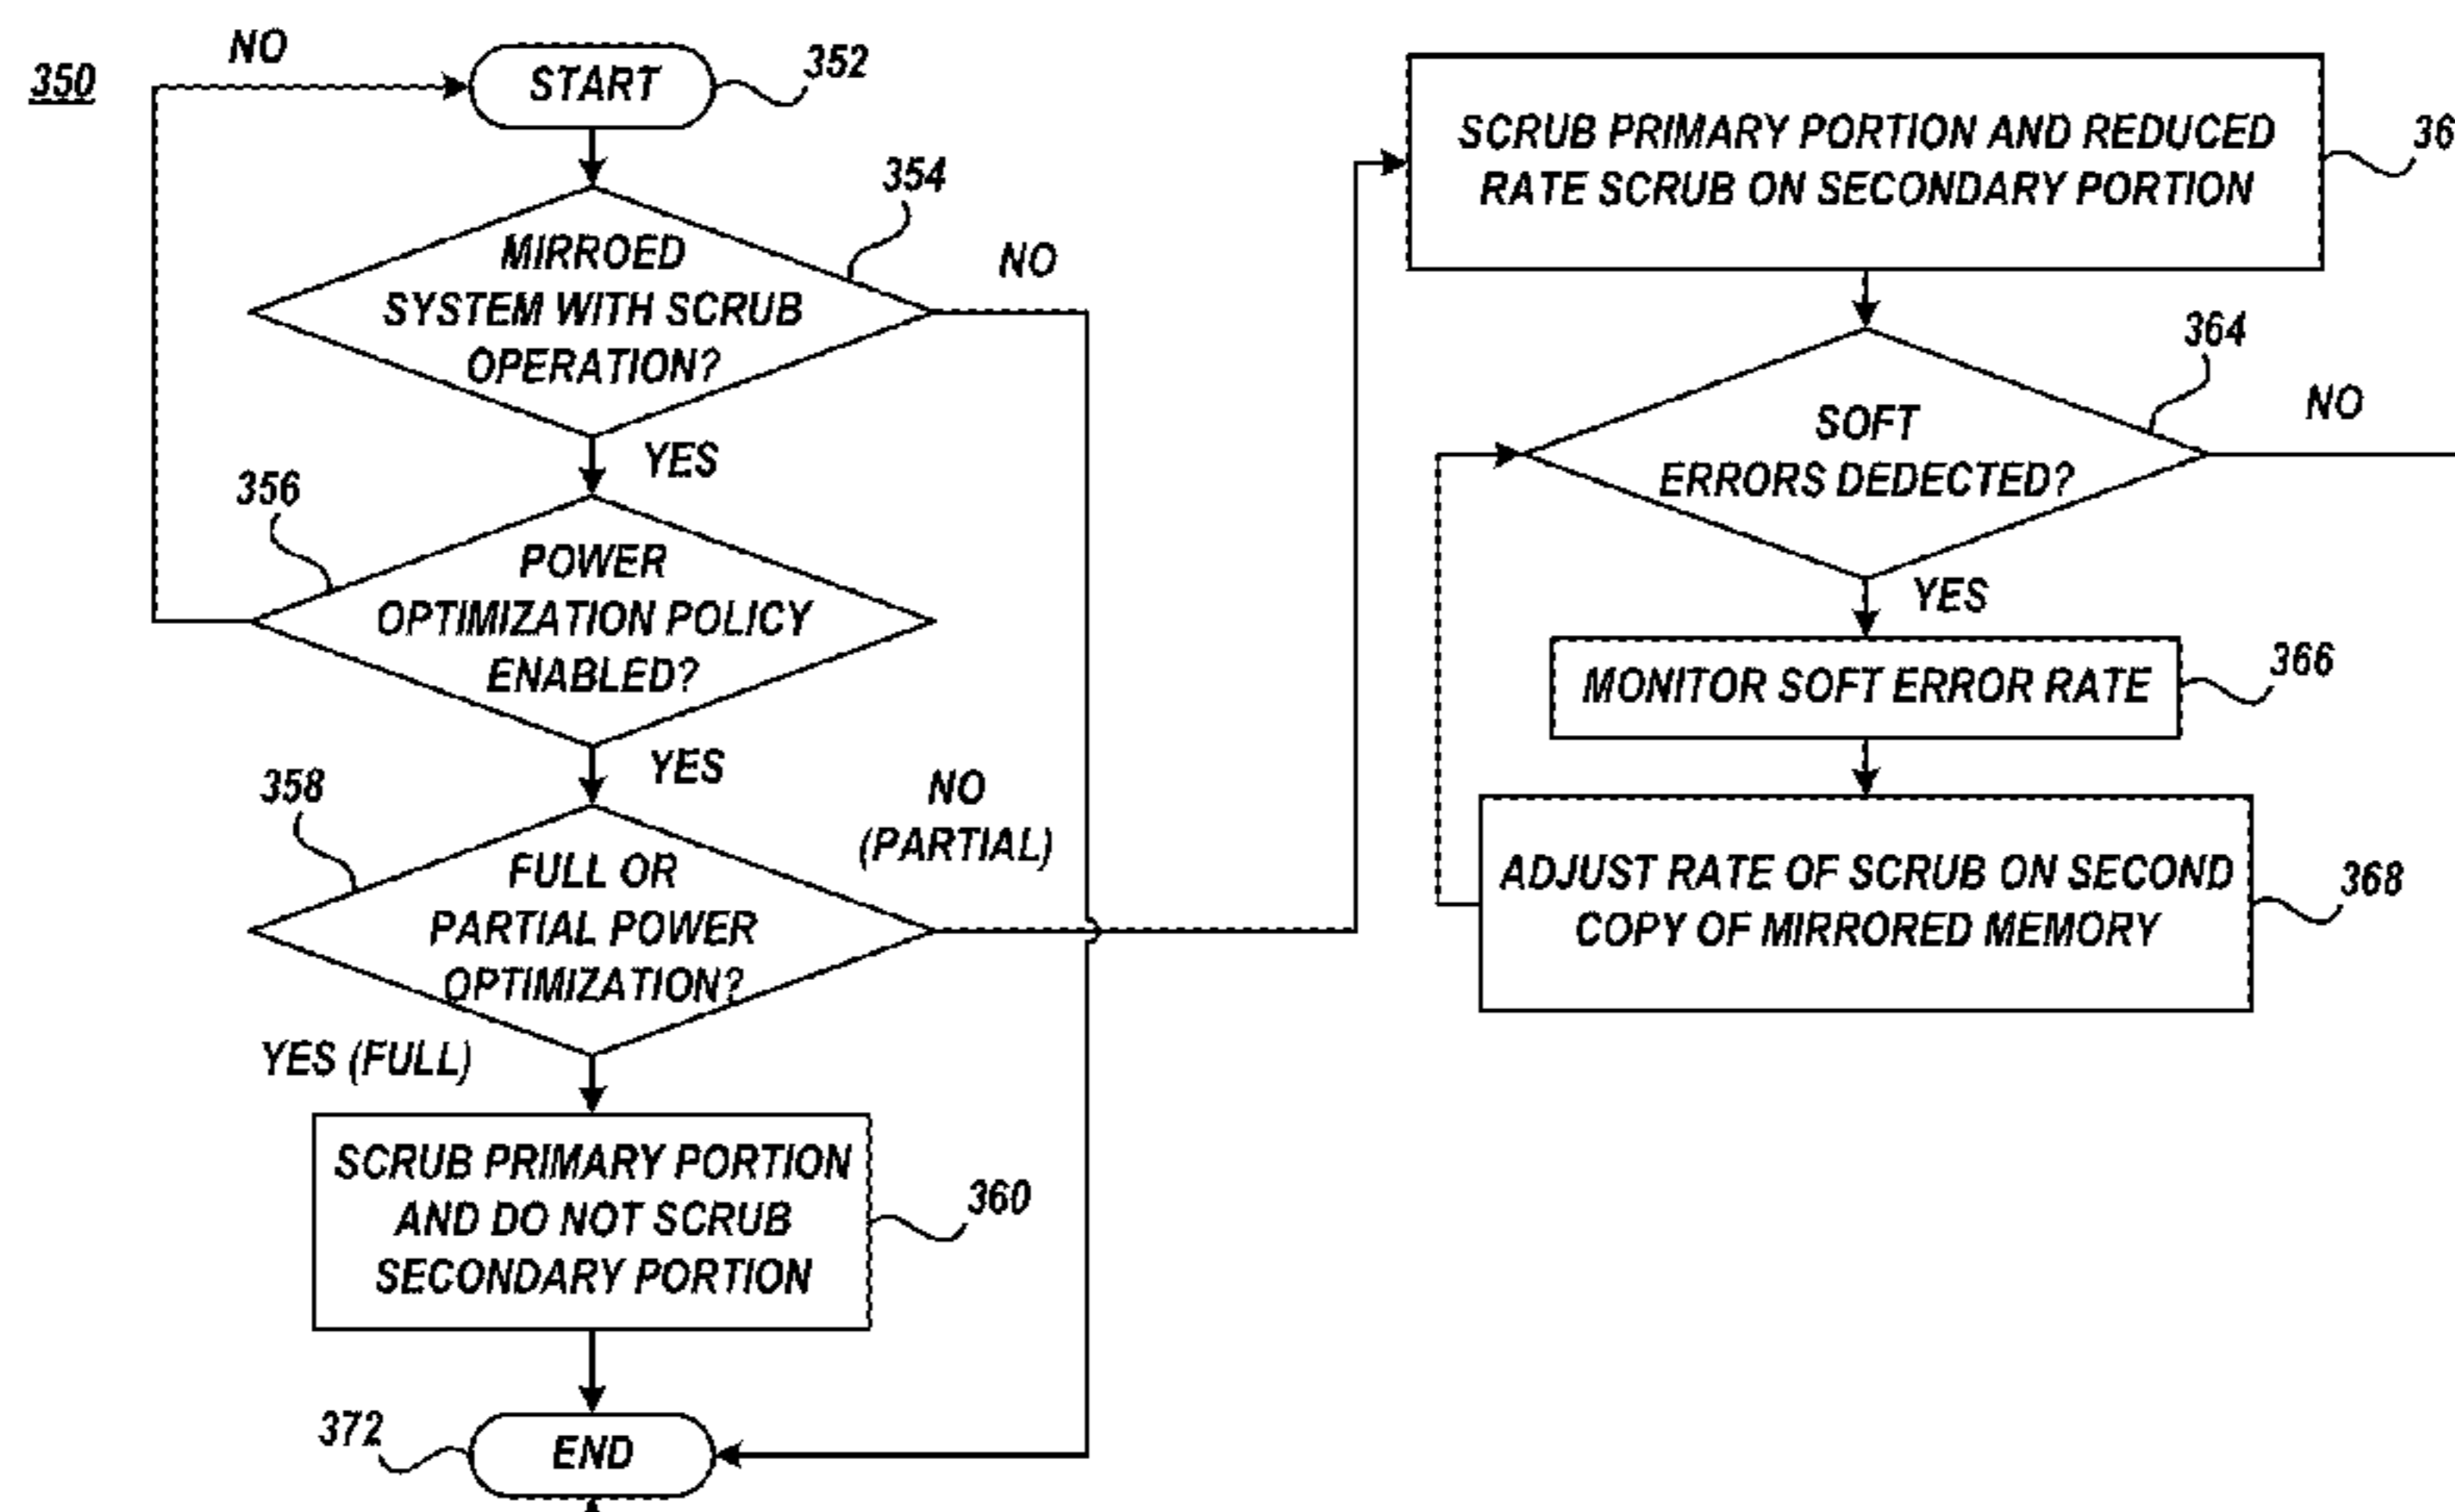 350
NO
START
352
354
MIRROED
SYSTEM WITH SCRUB
OPERATION?
NO
YES
356
POWER
OPTIMIZATION POLICY
ENABLED?
YES
358
FULL OR
PARTIAL POWER
OPTIMIZATION?
NO
(PARTIAL)
YES (FULL)
SCRUB PRIMARY PORTION
AND DO NOT SCRUB
SECONDARY PORTION
360
372
END
SCRUB PRIMARY PORTION AND REDUCED
RATE SCRUB ON SECONDARY PORTION
364
SOFT
ERRORS DEDECTED?
NO
YES
MONITOR SOFT ERROR RATE
366
ADJUST RATE OF SCRUB ON SECOND
COPY OF MIRRORED MEMORY
368